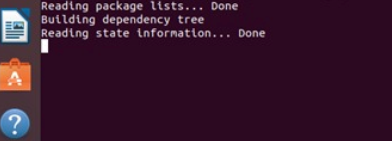 Reading package lists... Done
Building dependency tree
Reading state information... Done